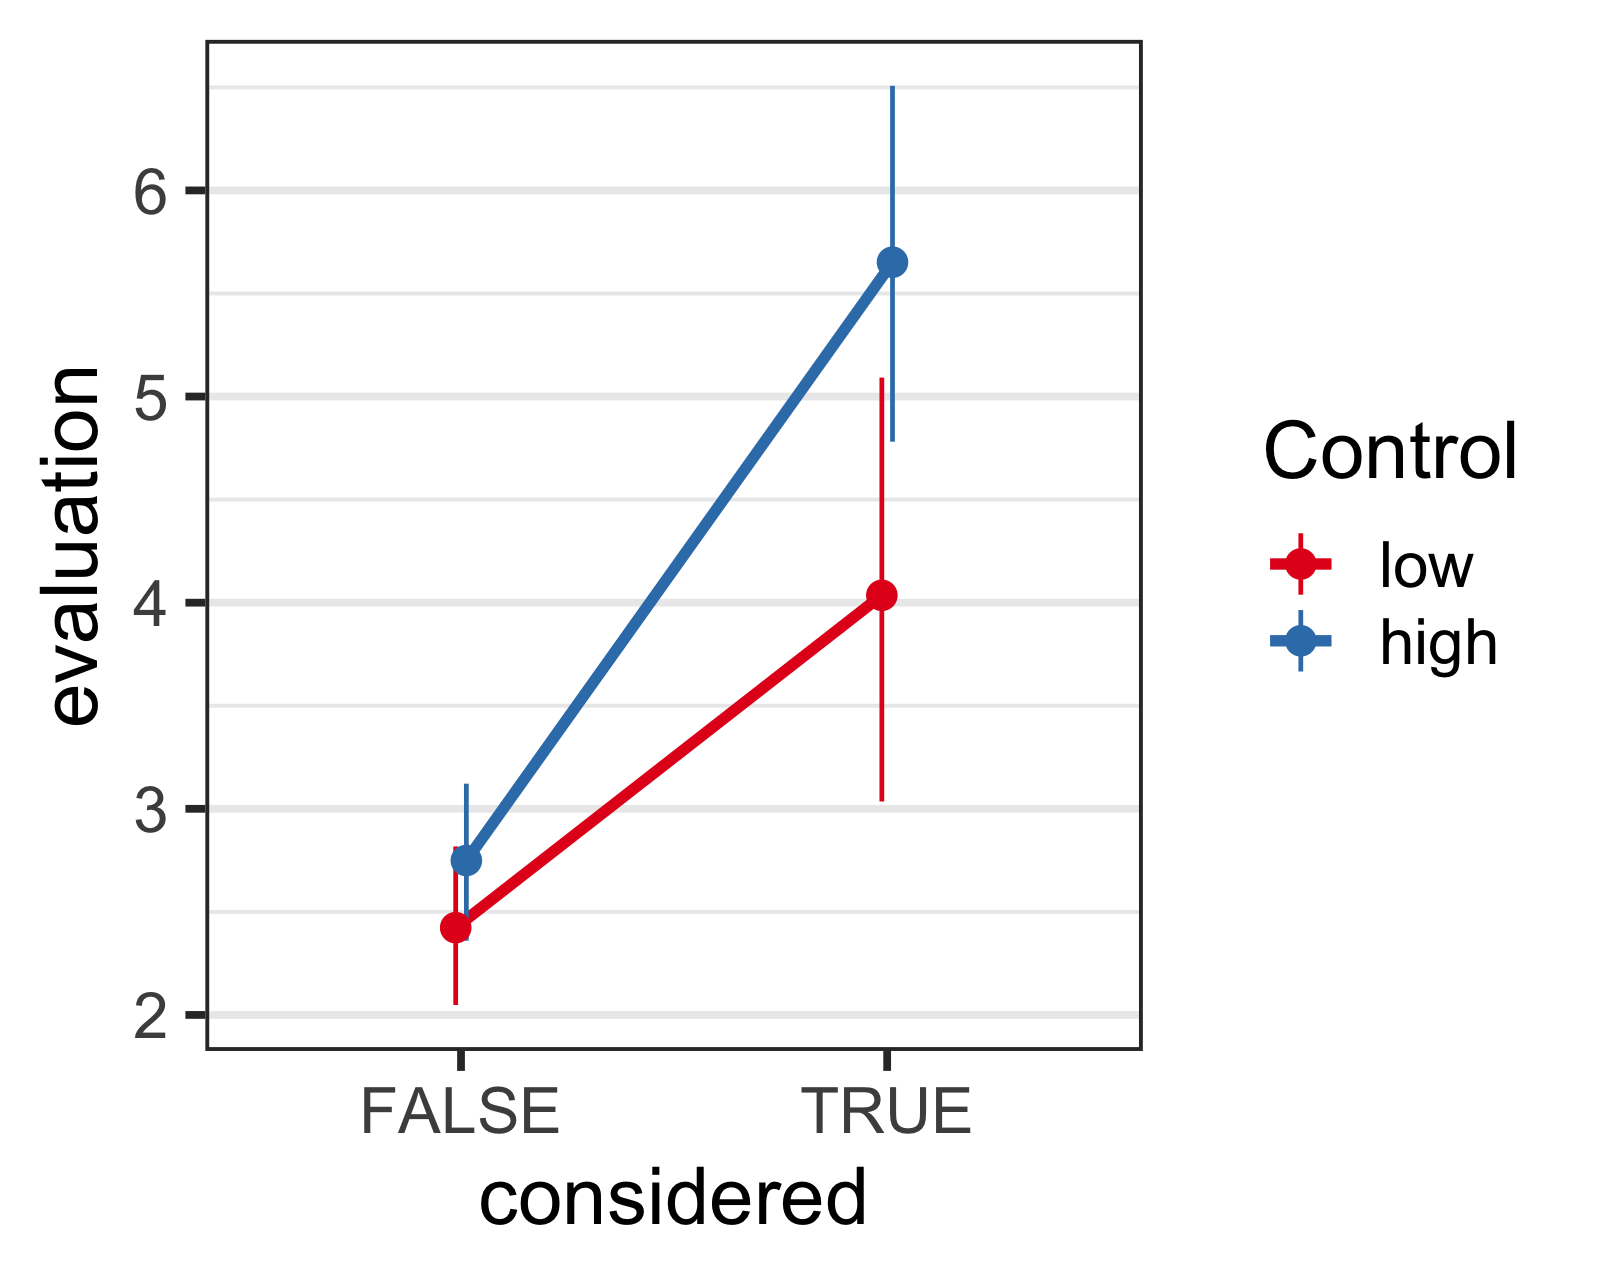 evaluation
6
5
4
3
2
FALSE
TRUE
considered
Control
low
high